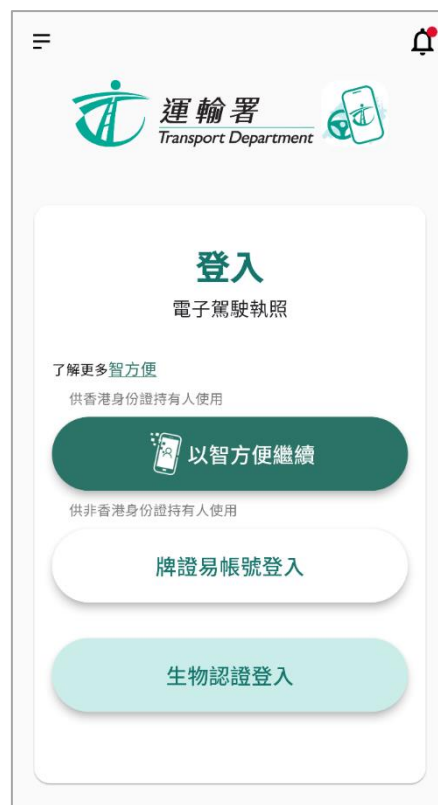 運輸署
Transport Department
登入
電子駕駛執照
了解更多智方便
供香港身份證持有人使用
以智方便繼續
供非香港身份證持有人使用
牌證易帳號登入
生物認證登入